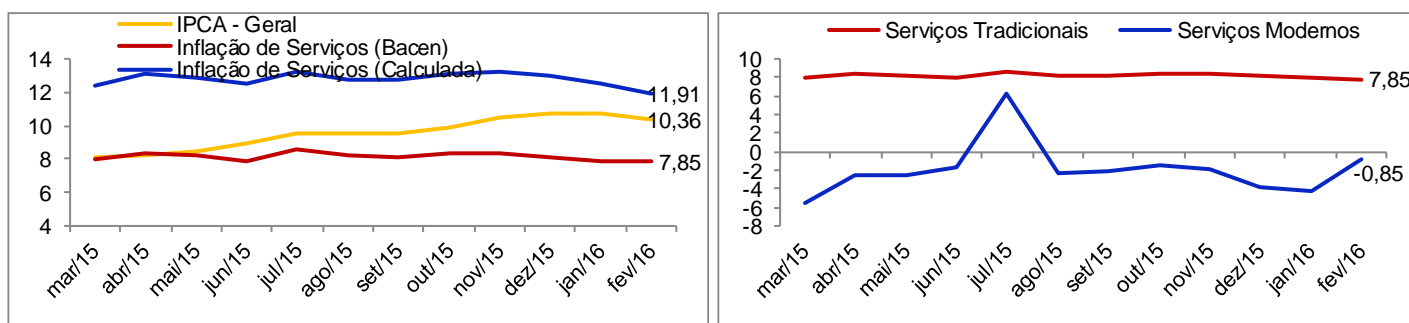 IPCA - Geral
Inflação de Serviços (Bacen)
Inflação de Serviços (Calculada)
14
12
10
8
6
4
11,91
10,36
7,85
mar/15
abr/15
mai/15
jun/15
jul/15
ago/15
set/15
out/15
nov/15
dez/15
jan/16
fev/16
Serviços Tradicionais
Serviços Modernos
10
8
6
4
2
0
-2
-4
-6
-8
7,85
-0,85
mar/15
abr/15
mai/15
jun/15
jul/15
ago/15
set/15
out/15
nov/15
dez/15
jan/16
fev/16